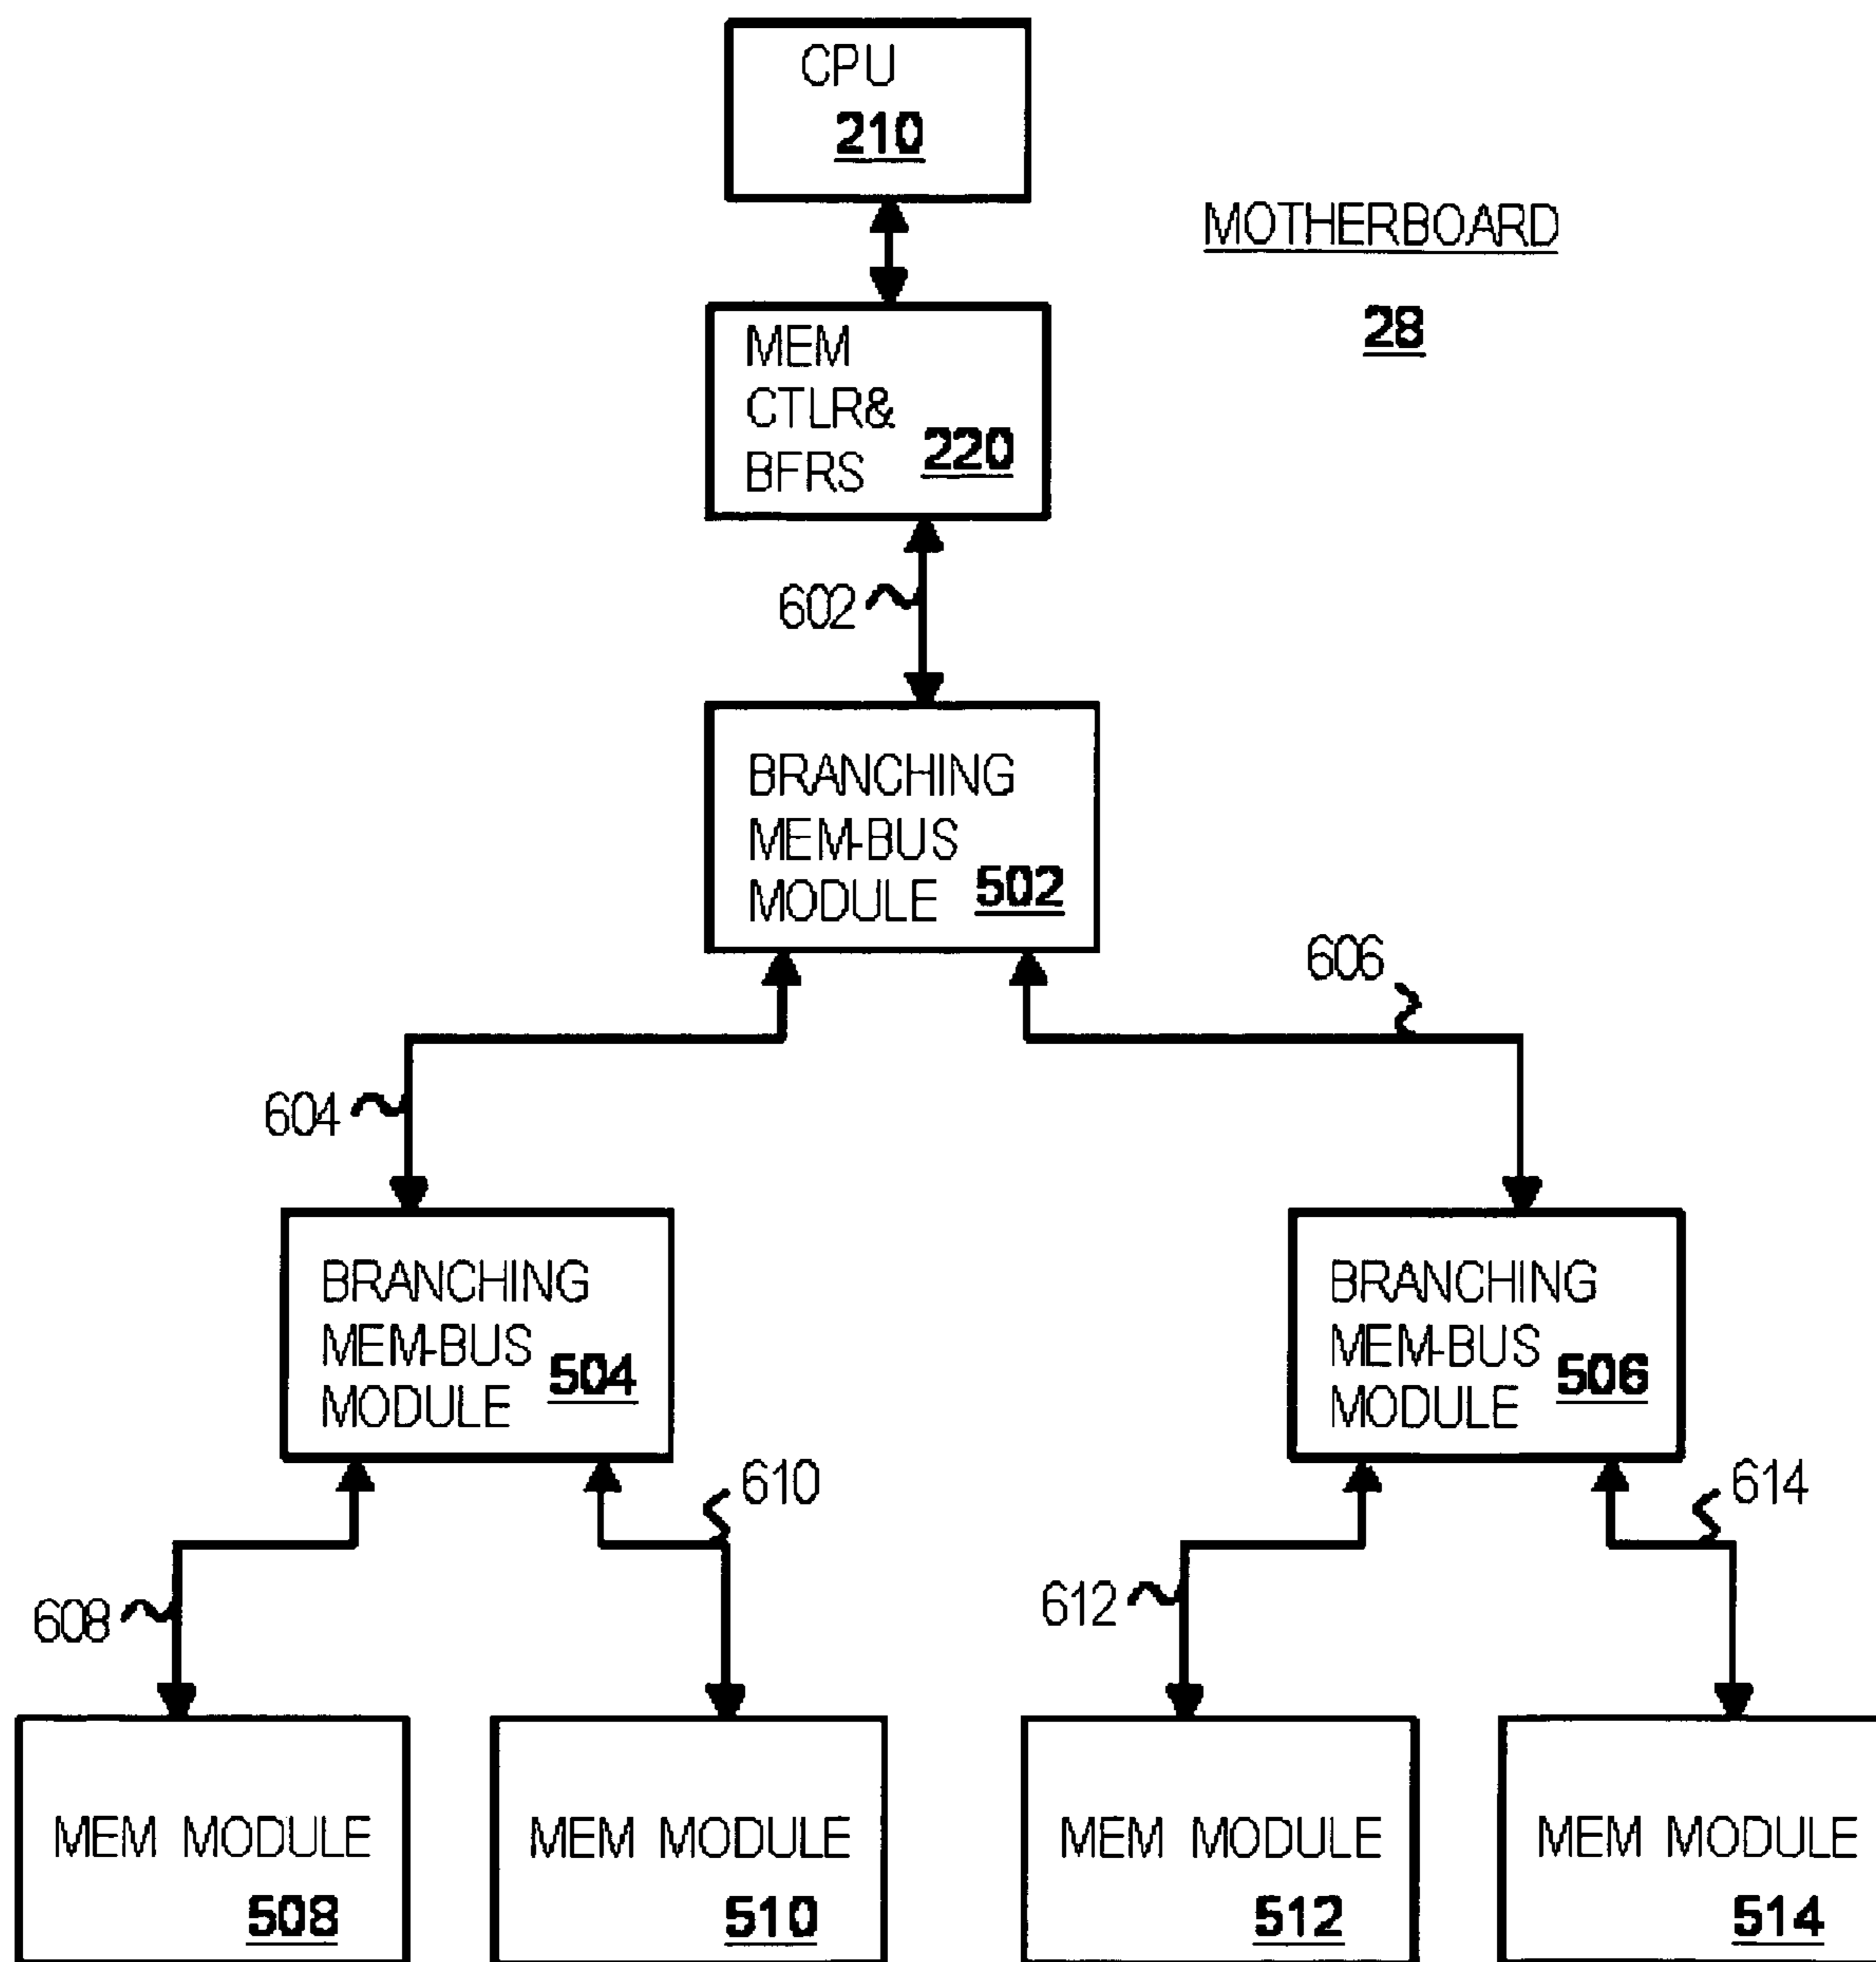 CPU
210
MOTHERBOARD
28
MEM
CTLR&
BFRS
220
602
BRANCHING
MEM-BUS
MODULE
502
606
604
BRANCHING
MEM-BUS
MODULE
504
BRANCHING
MEM-BUS
MODULE
506
610
614
608
612
MEM MODULE
508
MEM MODULE
510
MEM MODULE
512
MEM MODULE
514